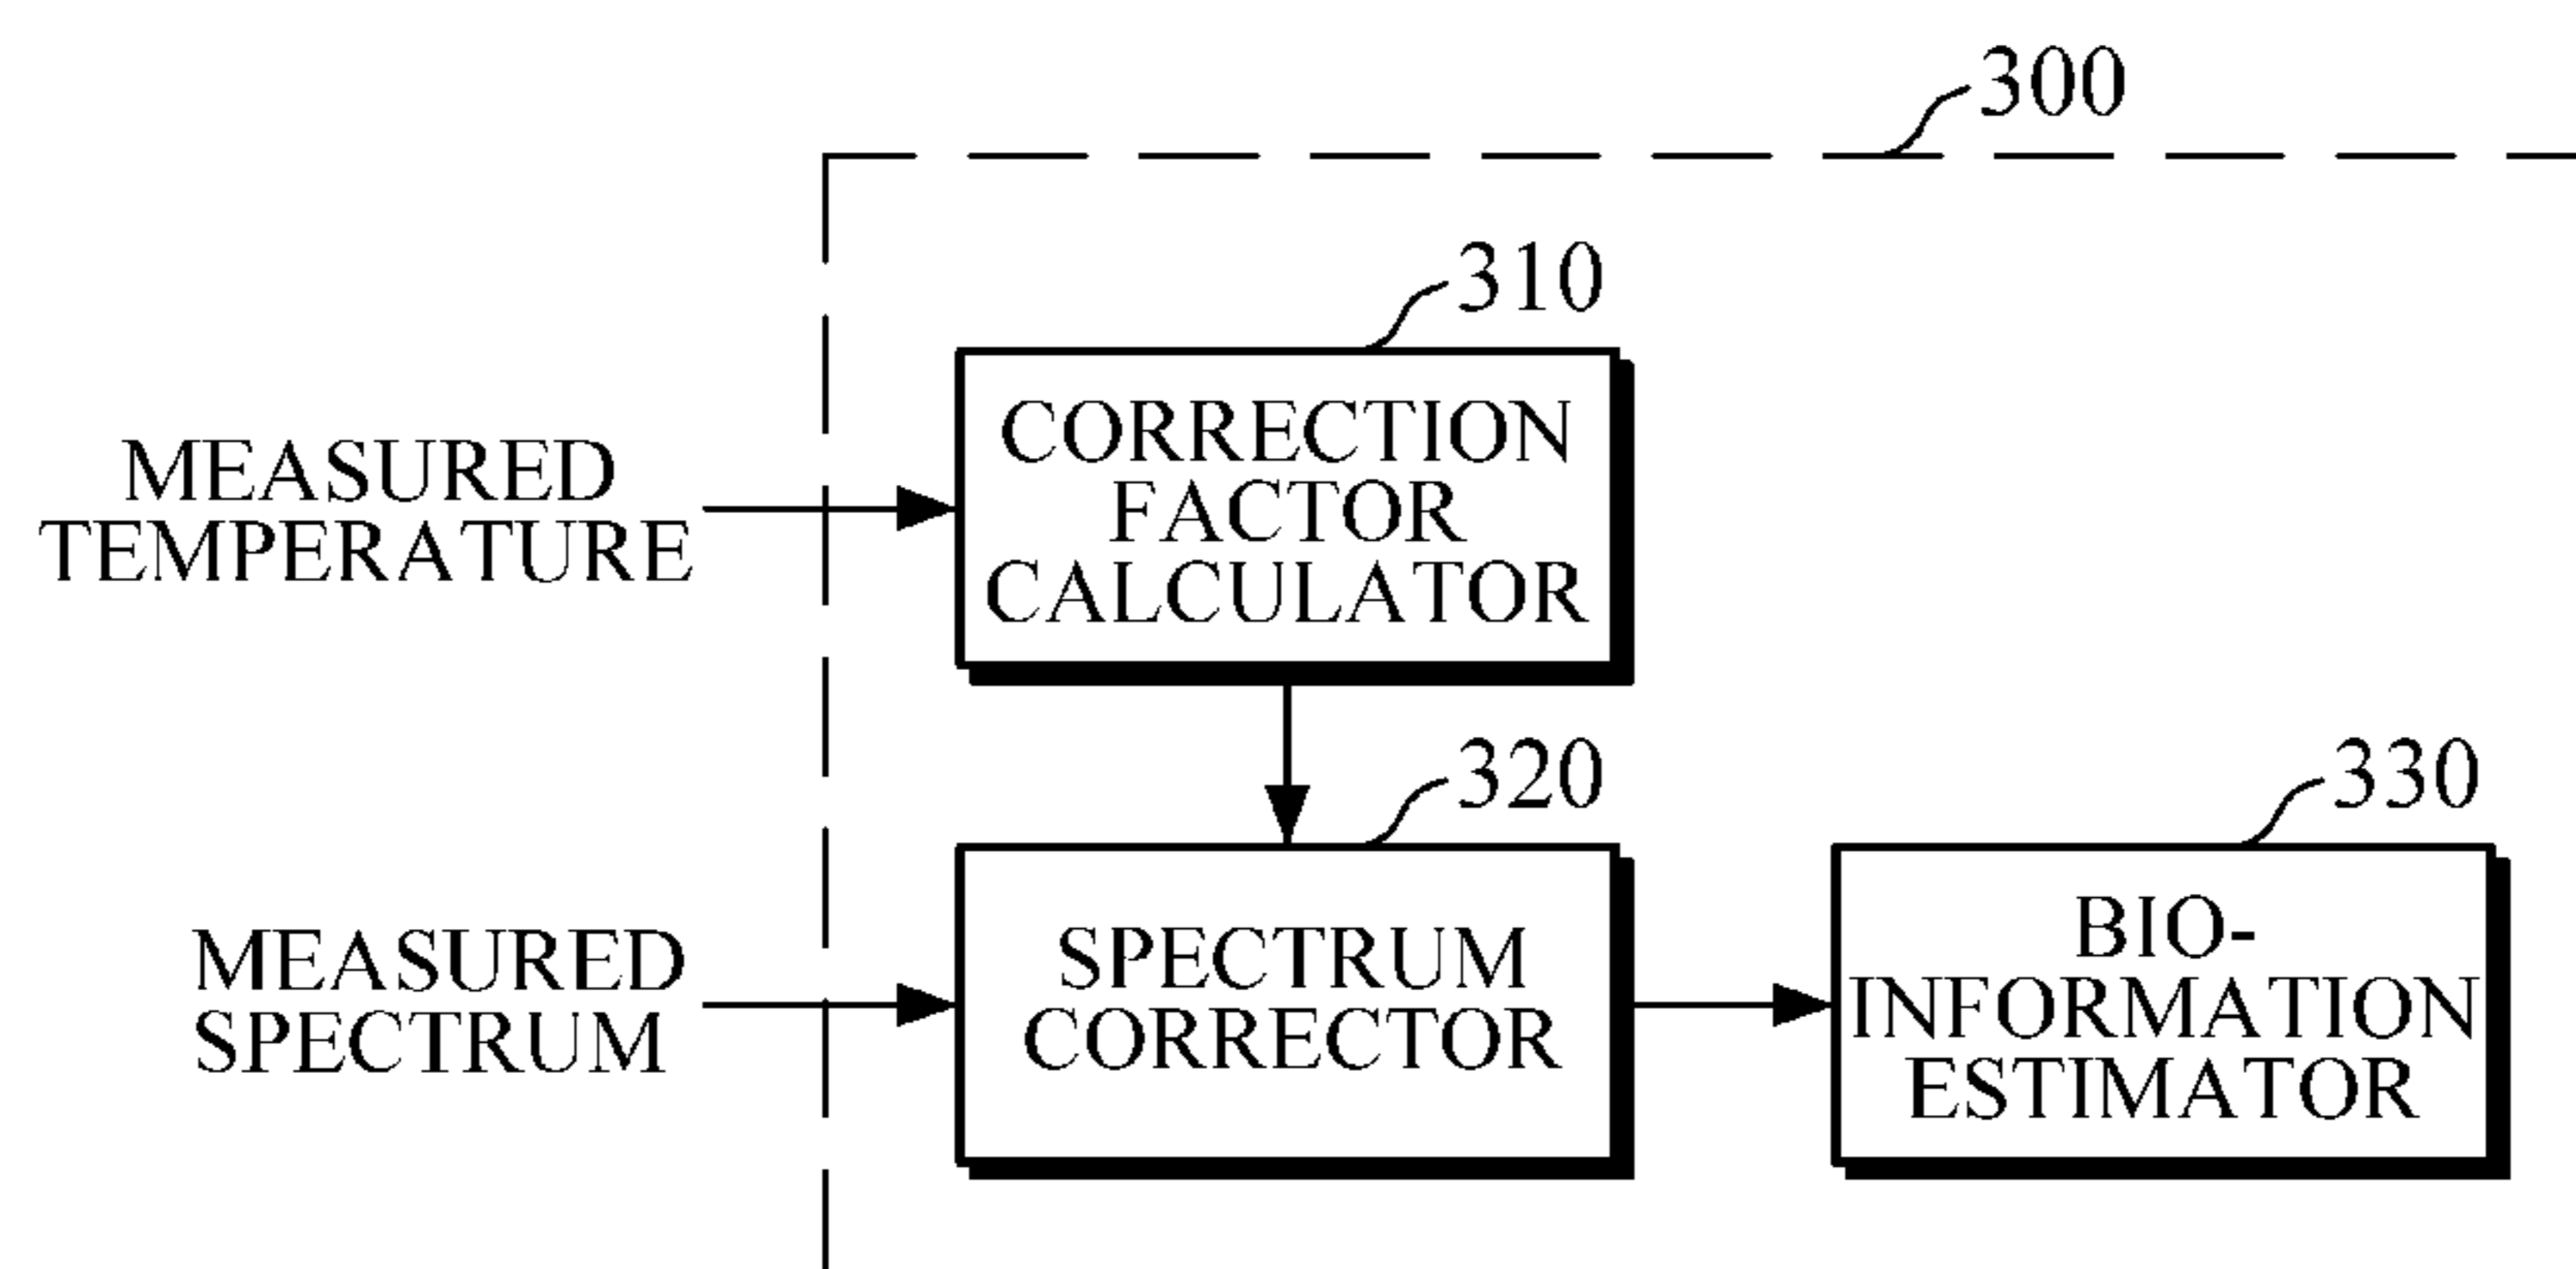 300
310
CORRECTION
FACTOR
CALCULATOR
MEASURED
TEMPERATURE
320
330
MEASURED
SPECTRUM
SPECTRUM
CORRECTOR
BIO-
INFORMATION
ESTIMATOR